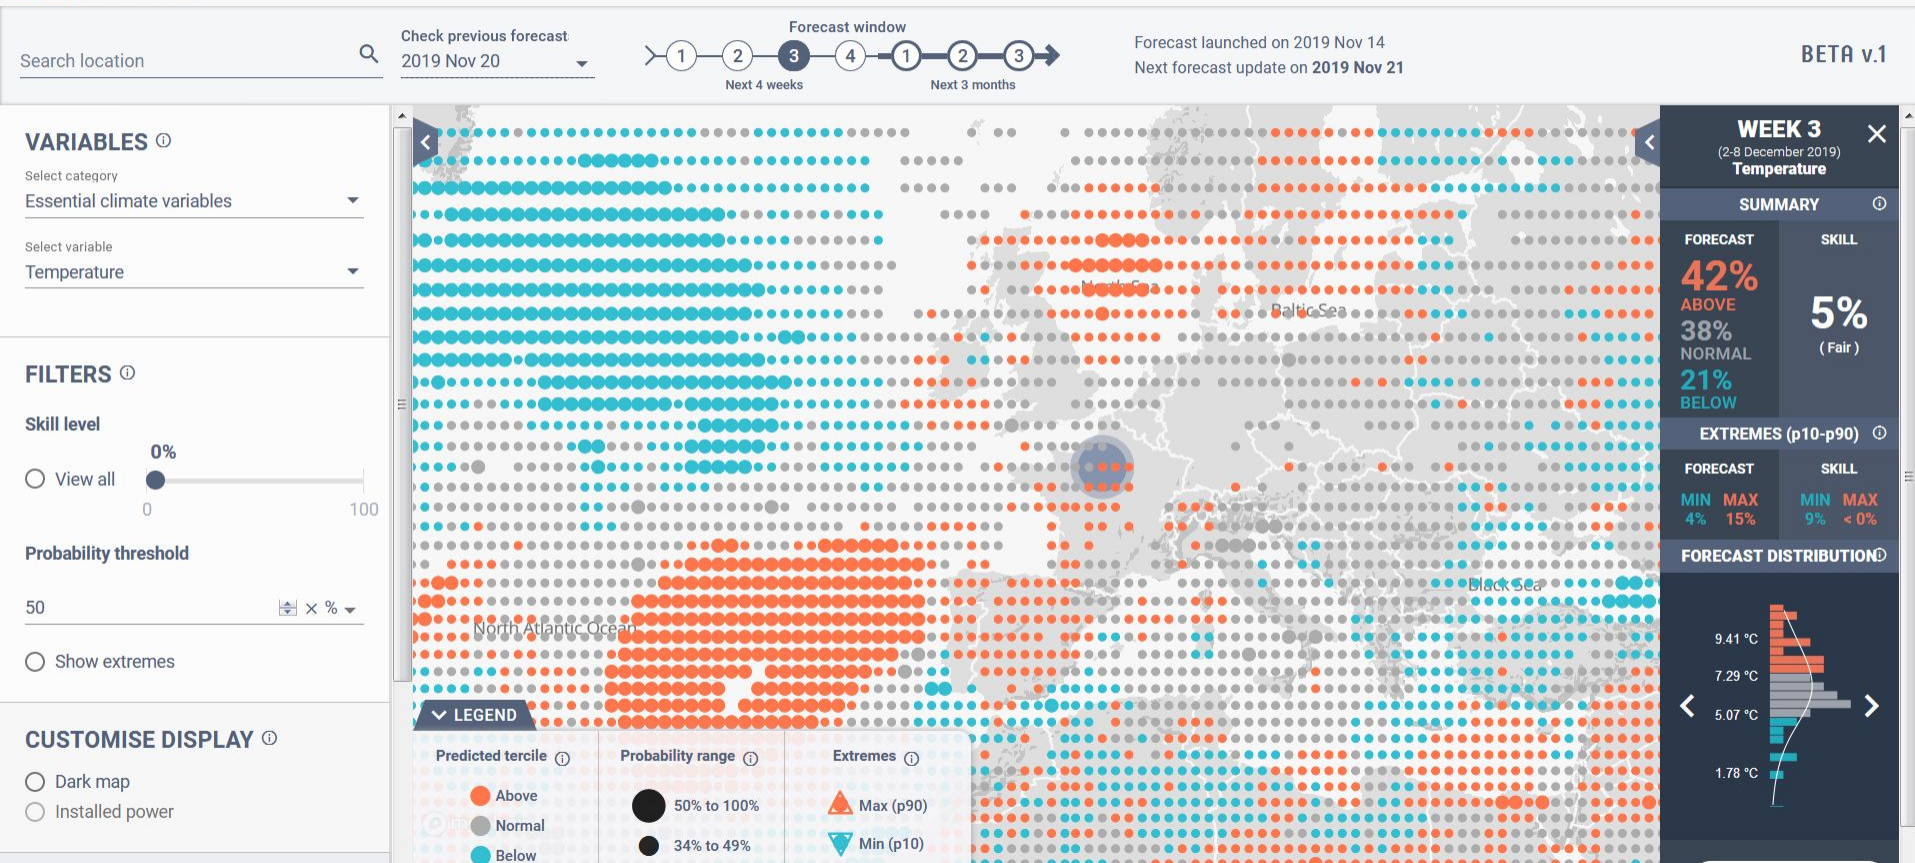 Search location
Check previous forecast
2019 Nov 20
Forecast window
1 2 3 4 1 2 3
Next 4 weeks
Next 3 months
Forecast launched on 2019 Nov 14
Next forecast update on 2019 Nov 21
BETA v.1
VARIABLES
Select category
Essential climate variables
Select variable
Temperature
FILTERS
Skill level
0%
View all
0 100
Probability threshold
50 × %
Show extremes
CUSTOMISE DISPLAY
Dark map
Installed power
North Sea
Baltic Sea
Black Sea
North Atlantic Ocean
LEGEND
Predicted tercile
Above
Normal
Below
Probability range
50% to 100%
34% to 49%
Extremes
Max (p90)
Min (p10)
WEEK 3
(2-8 December 2019)
Temperature
SUMMARY
FORECAST
42%
ABOVE
38%
NORMAL
21%
BELOW
SKILL
5%
( Fair )
EXTREMES (p10-p90)
FORECAST
MIN MAX
4% 15%
SKILL
MIN MAX
9% < 0%
FORECAST DISTRIBUTION
9.41 °C
7.29 °C
5.07 °C
1.78 °C